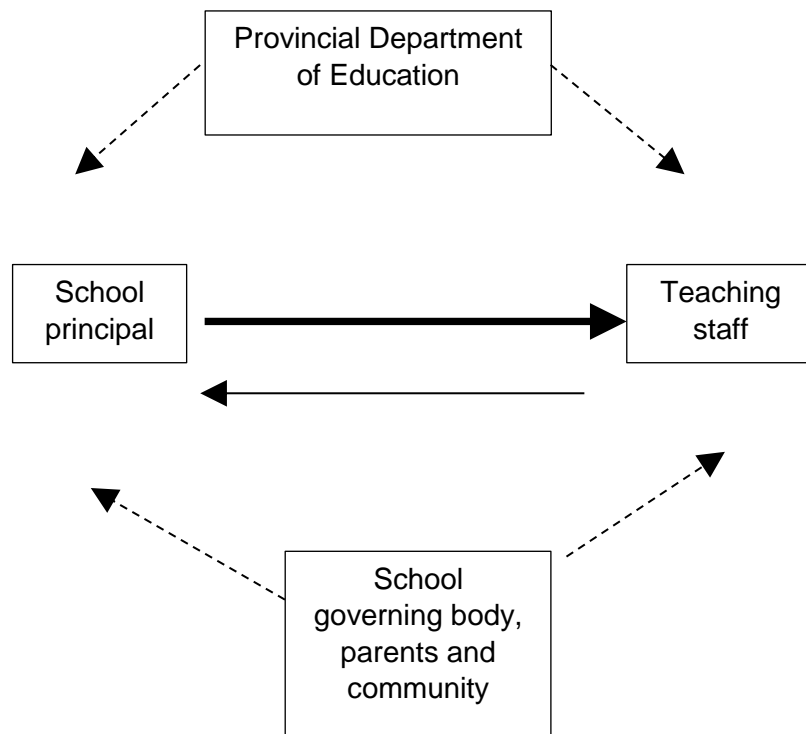 Provincial Department
of Education
School
principal
Teaching
staff
School
governing body,
parents and
community